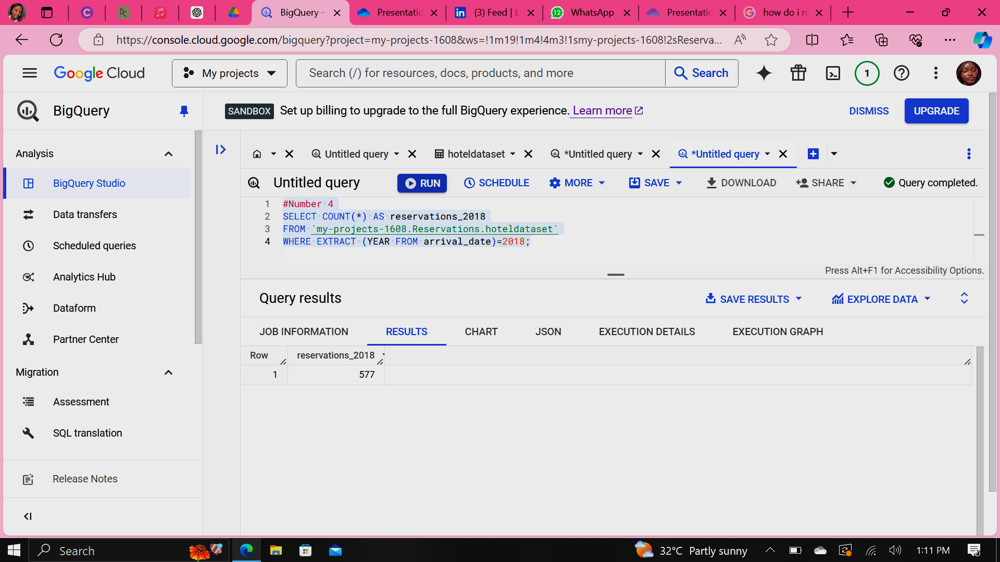 BigQuery –
Presentatio
(3) Feed | L
12
WhatsApp
Presentatic
how do i ru
https://console.cloud.google.com/bigquery?project=my-projects-1608&ws=!1m19!1m4!4m3!1smy-projects-1608!2sReserva...
Google Cloud
My projects
Search (/) for resources, docs, products, and more
Search
1
BigQuery
SANDBOX Set up billing to upgrade to the full BigQuery experience. Learn more
DISMISS
UPGRADE
Analysis
BigQuery Studio
Data transfers
Scheduled queries
Analytics Hub
Dataform
Partner Center
Migration
Assessment
SQL translation
Release Notes
Untitled query
hoteldataset
*Untitled query
*Untitled query
Untitled query
RUN
SCHEDULE
MORE
SAVE
DOWNLOAD
SHARE
Query completed.
1 #Number 4
2 SELECT COUNT(*) AS reservations_2018
3 FROM `my-projects-1608.Reservations.hoteldataset`
4 WHERE EXTRACT (YEAR FROM arrival_date)=2018;
Press Alt+F1 for Accessibility Options.
Query results
SAVE RESULTS
EXPLORE DATA
JOB INFORMATION
RESULTS
CHART
JSON
EXECUTION DETAILS
EXECUTION GRAPH
Row reservations_2018
1 577
Search
32°C Partly sunny
1:11 PM